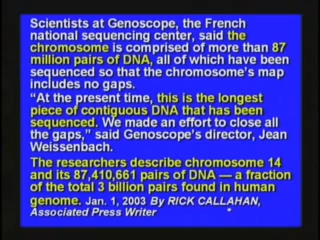 Scientists at Genoscope, the French
national sequencing center, said the
chromosome is comprised of more than 87
million pairs of DNA, all of which have been
sequenced so that the chromosome's map
includes no gaps.
“At the present time, this is the longest
piece of contiguous DNA that has been
sequenced. We made an effort to close all
the gaps,” said Genoscope's director, Jean
Weissenbach.
The researchers describe chromosome 14
and its 87,410,661 pairs of DNA — a fraction
of the total 3 billion pairs found in human
genome. Jan. 1, 2003 By RICK CALLAHAN,
Associated Press Writer